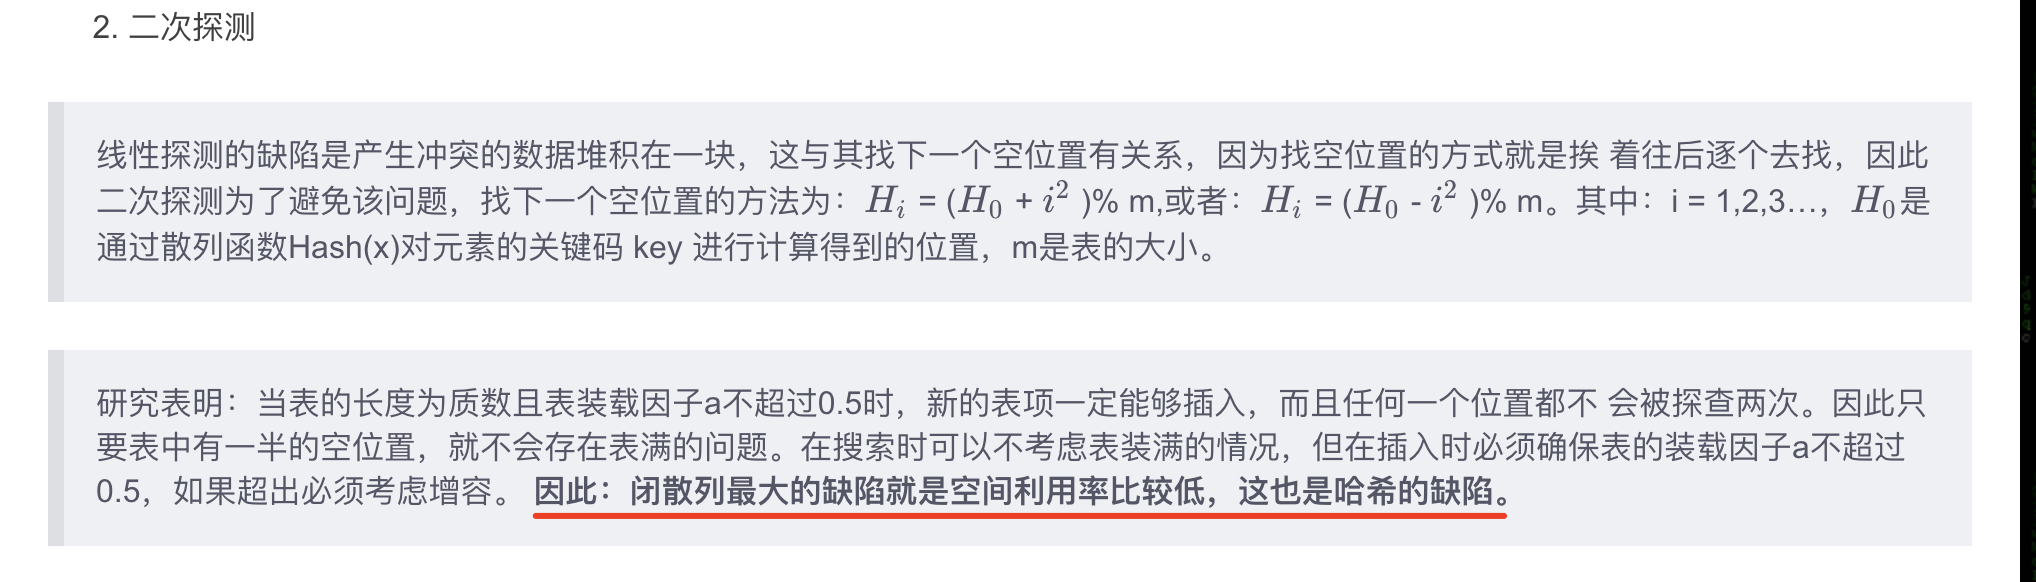 2. 二次探测
线性探测的缺陷是产生冲突的数据堆积在一块，这与其找下一个空位置有关系，因为找空位置的方式就是挨 着往后逐个去找，因此
二次探测为了避免该问题，找下一个空位置的方法为：H_i = (H_0 + i^2 )% m,或者：H_i = (H_0 - i^2 )% m。其中：i = 1,2,3…，H_0是
通过散列函数Hash(x)对元素的关键码 key 进行计算得到的位置，m是表的大小。
研究表明：当表的长度为质数且表装载因子a不超过0.5时，新的表项一定能够插入，而且任何一个位置都不 会被探查两次。因此只
要表中有一半的空位置，就不会存在表满的问题。在搜索时可以不考虑表装满的情况，但在插入时必须确保表的装载因子a不超过
0.5，如果超出必须考虑增容。 因此：闭散列最大的缺陷就是空间利用率比较低，这也是哈希的缺陷。